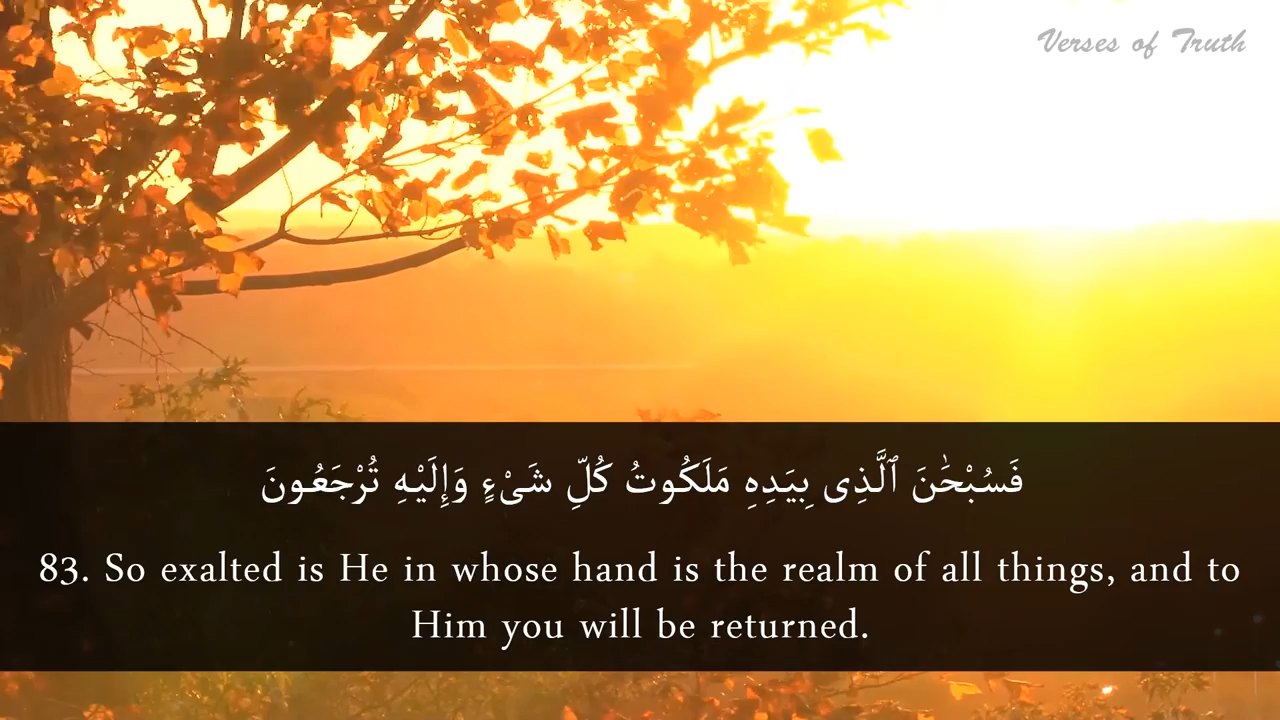 Verses of Truth
فَسُبْحَٰنَ ٱلَّذِى بِيَدِهِ مَلَكُوتُ كُلِّ شَىْءٍ وَإِلَيْهِ تُرْجَعُونَ
83. So exalted is He in whose hand is the realm of all things, and to
Him you will be returned.